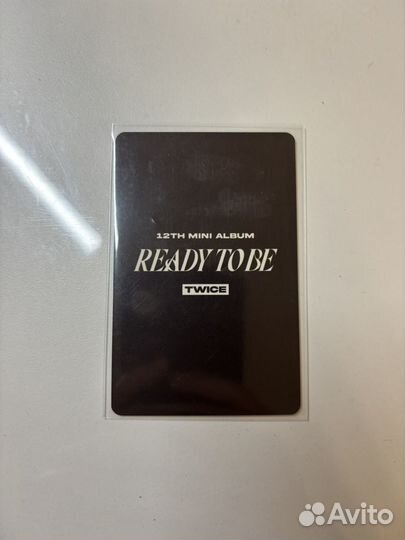 12TH MINI ALBUM
READY TO BE
TWICE
Avito